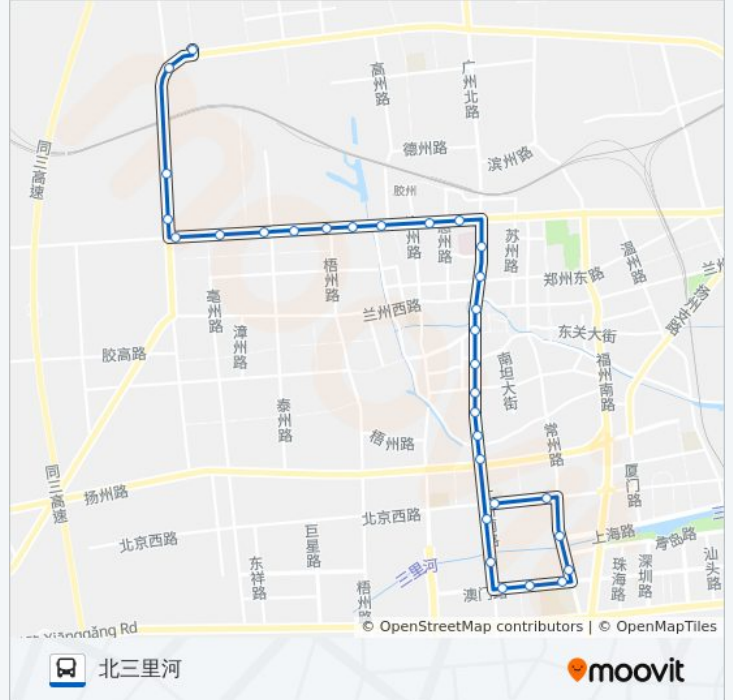 高州路
广州北路
同三高速
德州路
滨州路
胶州
苏州路
温州路
兰州
梧州路
郑州东路
扬州支路
亳州路
兰州西路
漳州路
东关大街
胶高路
南坦大街
福州南路
泰州路
梧州路
常州路
同三高速
扬州路
厦门路
北京西路
北京西路
巨星路
上海路
青岛路
三里河
东祥路
梧州路
珠海路
深圳路
汕头路
澳门路
Xiānggǎng Rd
© OpenStreetMap contributors | © OpenMapTiles
北三里河
moovit